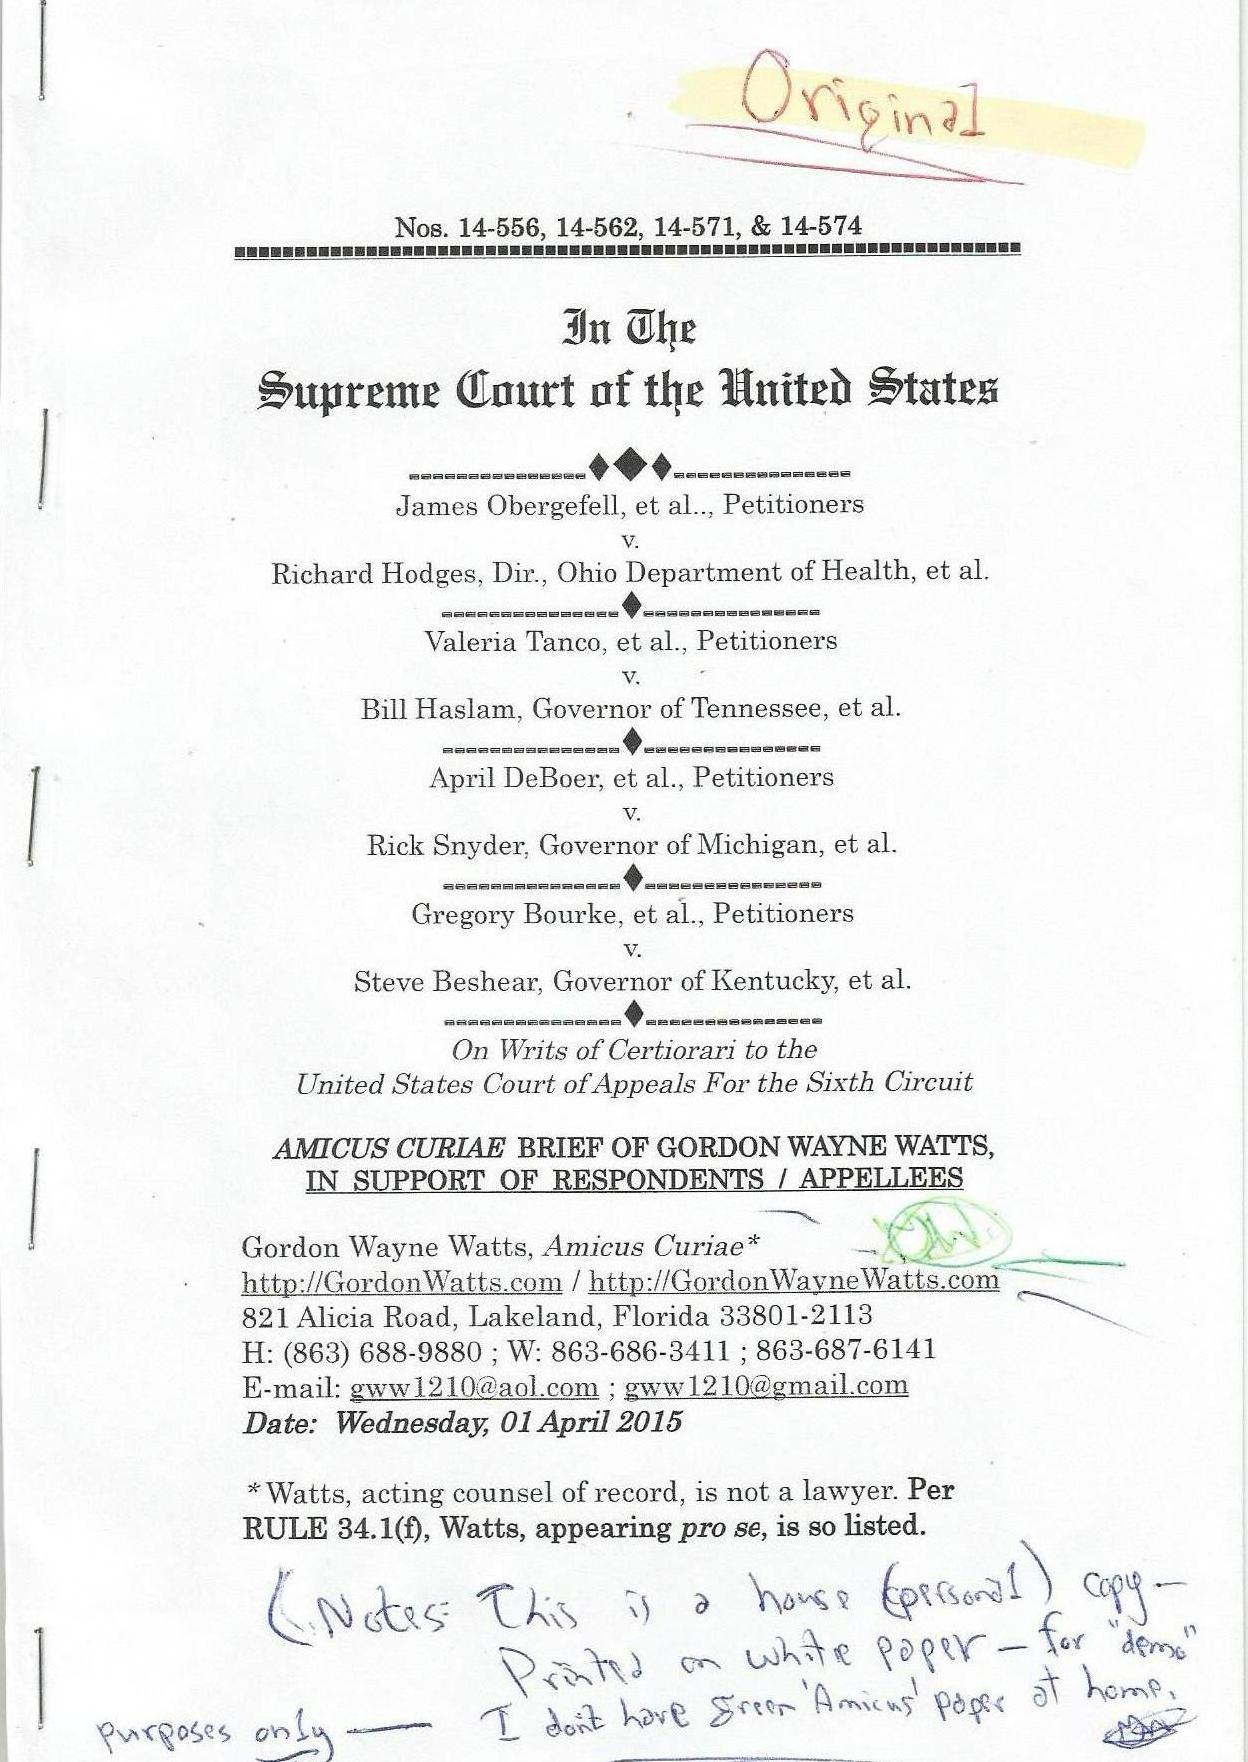 Original
Nos. 14-556, 14-562, 14-571, & 14-574
In The
Supreme Court of the United States
James Obergefell, et al.., Petitioners
v.
Richard Hodges, Dir., Ohio Department of Health, et al.
Valeria Tanco, et al., Petitioners
v.
Bill Haslam, Governor of Tennessee, et al.
April DeBoer, et al., Petitioners
v.
Rick Snyder, Governor of Michigan, et al.
Gregory Bourke, et al., Petitioners
v.
Steve Beshear, Governor of Kentucky, et al.
On Writs of Certiorari to the
United States Court of Appeals For the Sixth Circuit
AMICUS CURIAE BRIEF OF GORDON WAYNE WATTS,
IN SUPPORT OF RESPONDENTS / APPELLEES
Gordon Wayne Watts, Amicus Curiae*
http://GordonWatts.com / http://GordonWayneWatts.com
821 Alicia Road, Lakeland, Florida 33801-2113
H: (863) 688-9880 ; W: 863-686-3411 ; 863-687-6141
E-mail: gww1210@aol.com ; gww1210@gmail.com
Date: Wednesday, 01 April 2015
*Watts, acting counsel of record, is not a lawyer. Per
RULE 34.1(f), Watts, appearing pro se, is so listed.
(Notes: This is a house (personal) copy —
Printed on white paper — for "demo"
purposes only — I don't have green 'Amicus' paper at home.